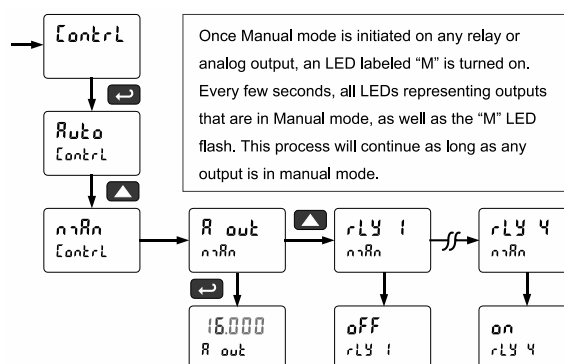 Contrl
Once Manual mode is initiated on any relay or
analog output, an LED labeled “M” is turned on.
Every few seconds, all LEDs representing outputs
that are in Manual mode, as well as the “M” LED
flash. This process will continue as long as any
output is in manual mode.
Auto
Contrl
mAn
Contrl
A out
mAn
rLY 1
mAn
rLY 4
mAn
16.000
A out
oFF
rLY 1
on
rLY 4